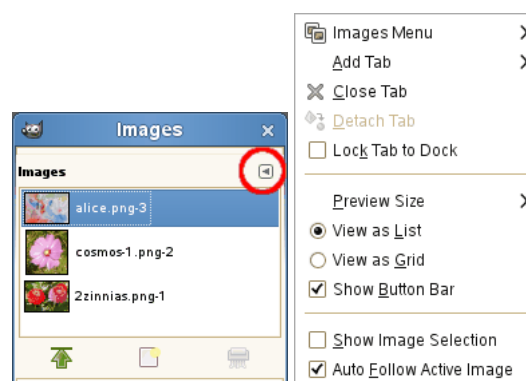 Images
Images
alice.png-3
cosmos-1.png-2
2zinnias.png-1
Images Menu
Add Tab
Close Tab
Detach Tab
Lock Tab to Dock
Preview Size
View as List
View as Grid
Show Button Bar
Show Image Selection
Auto Follow Active Image